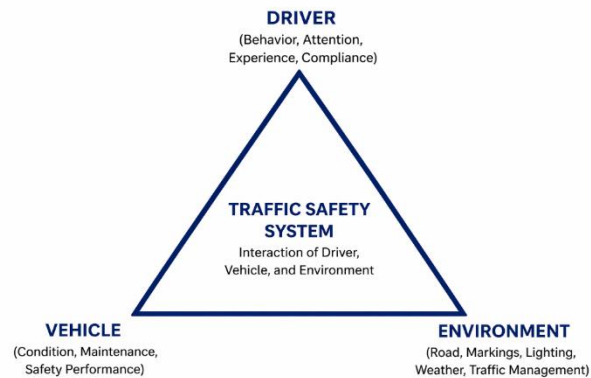 DRIVER
(Behavior, Attention,
Experience, Compliance)
TRAFFIC SAFETY
SYSTEM
Interaction of Driver,
Vehicle, and Environment
VEHICLE
(Condition, Maintenance,
Safety Performance)
ENVIRONMENT
(Road, Markings, Lighting,
Weather, Traffic Management)